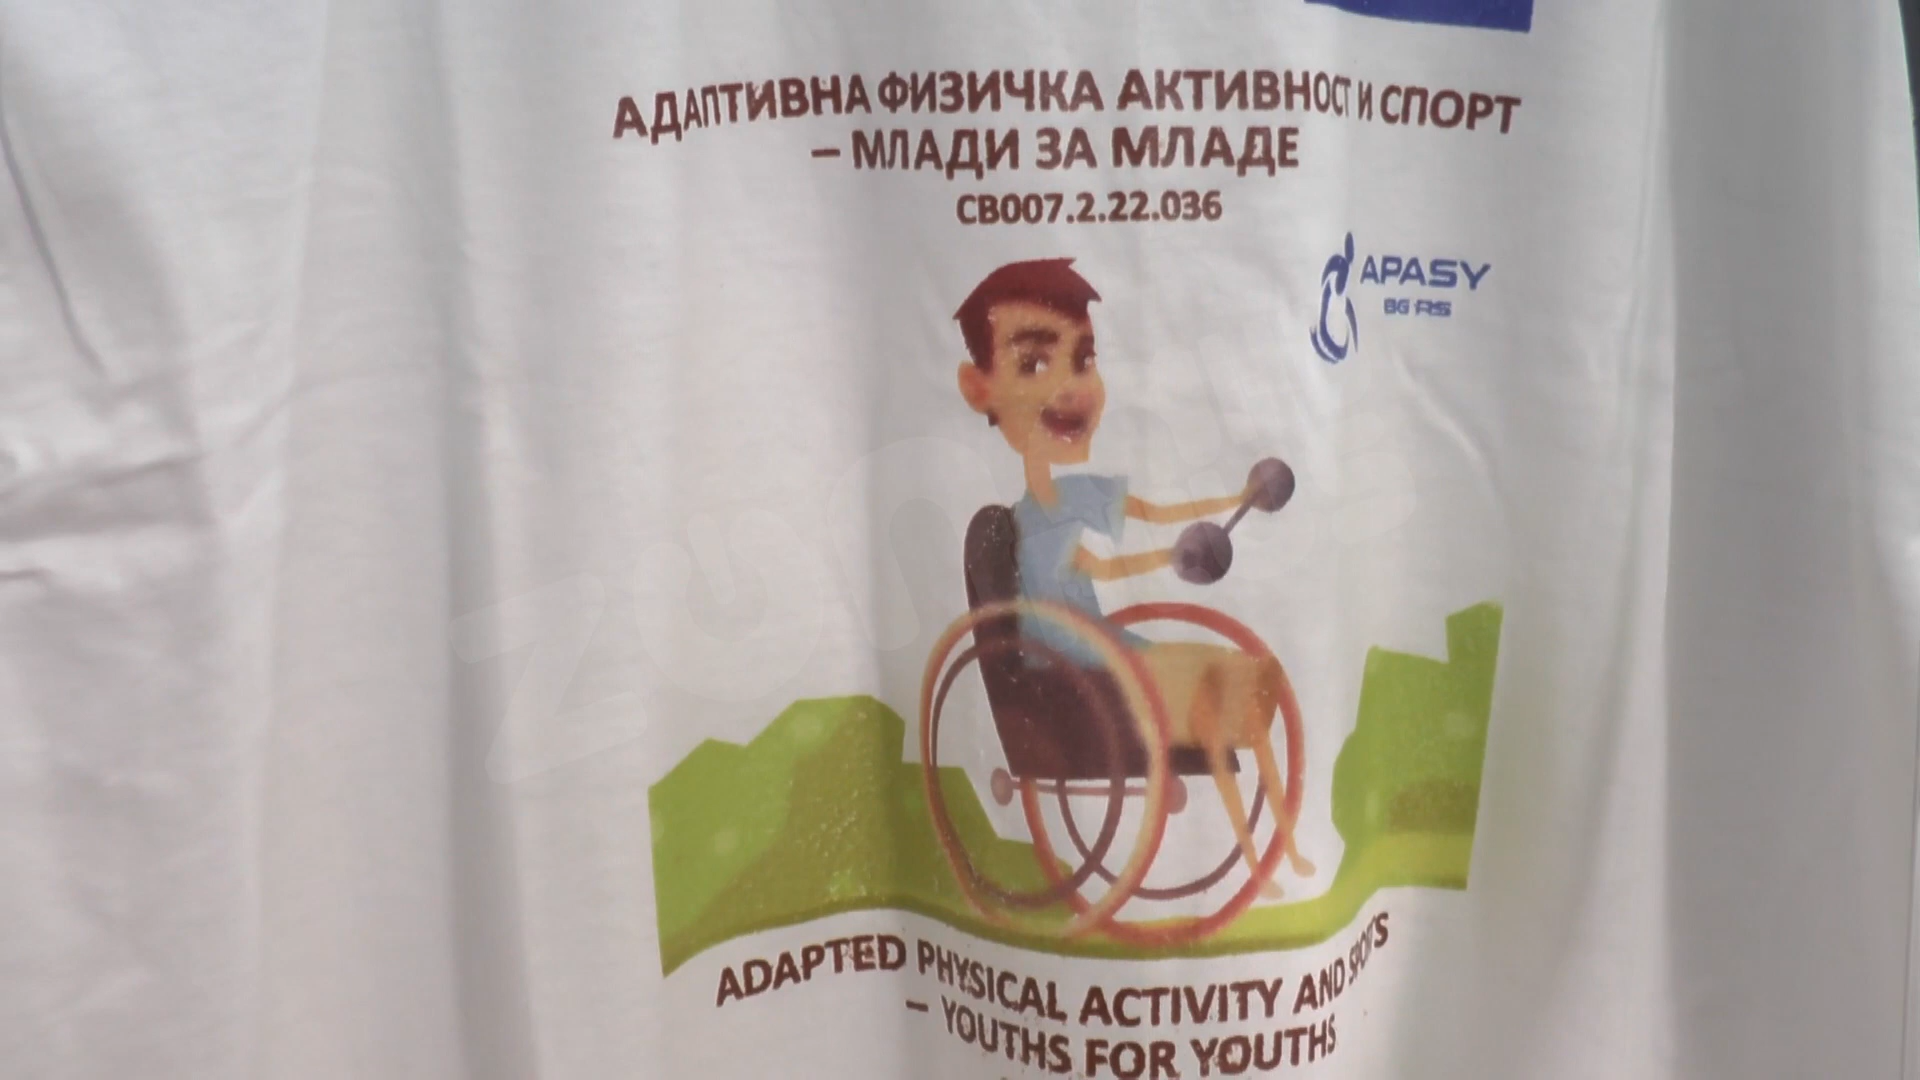 АДАПТИВНА ФИЗИЧКА АКТИВНОСТ И СПОРТ
– МЛАДИ ЗА МЛАДЕ
CB007.2.22.036
APASY
BG RS
ADAPTED PHYSICAL ACTIVITY AND SPORTS
– YOUTHS FOR YOUTHS